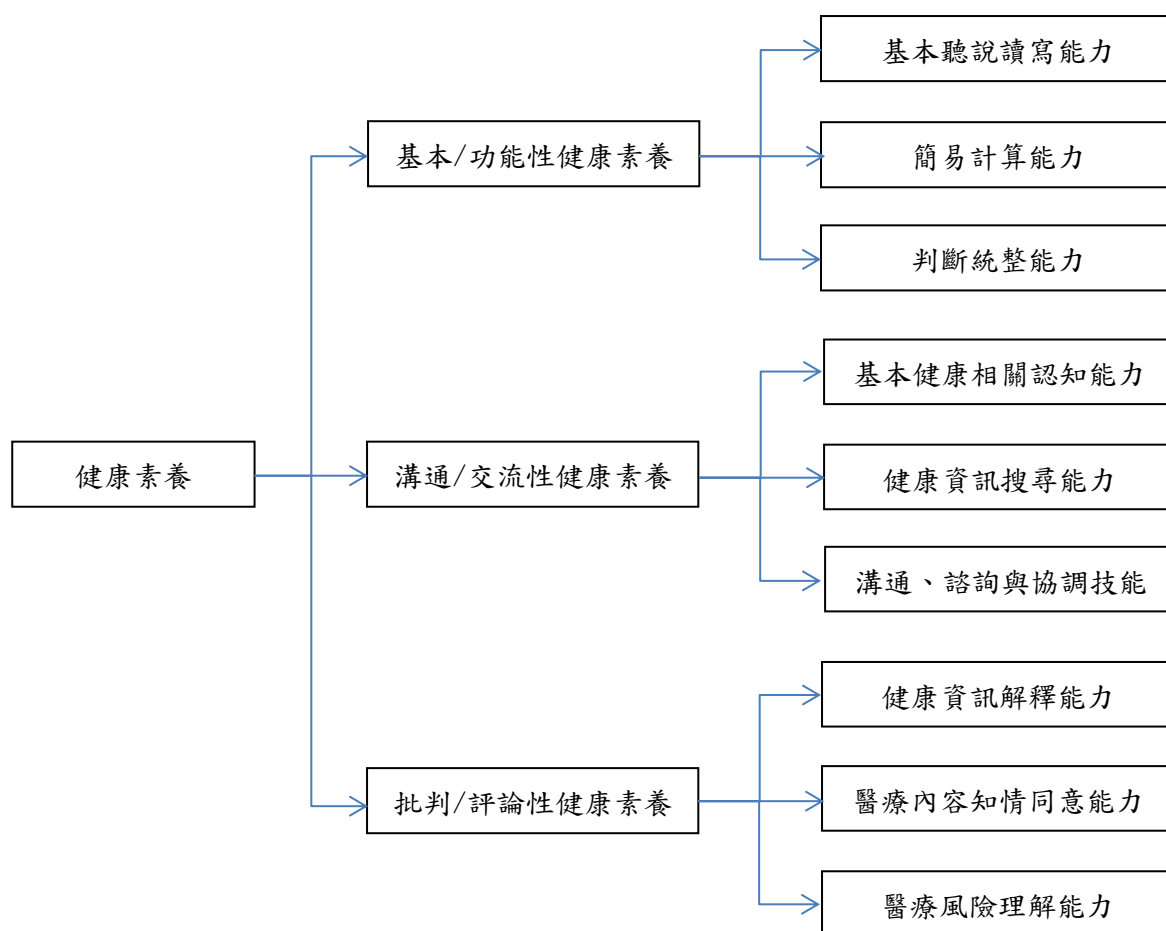 健康素養
基本/功能性健康素養
基本聽說讀寫能力
簡易計算能力
判斷統整能力
溝通/交流性健康素養
基本健康相關認知能力
健康資訊搜尋能力
溝通、諮詢與協調技能
批判/評論性健康素養
健康資訊解釋能力
醫療內容知情同意能力
醫療風險理解能力